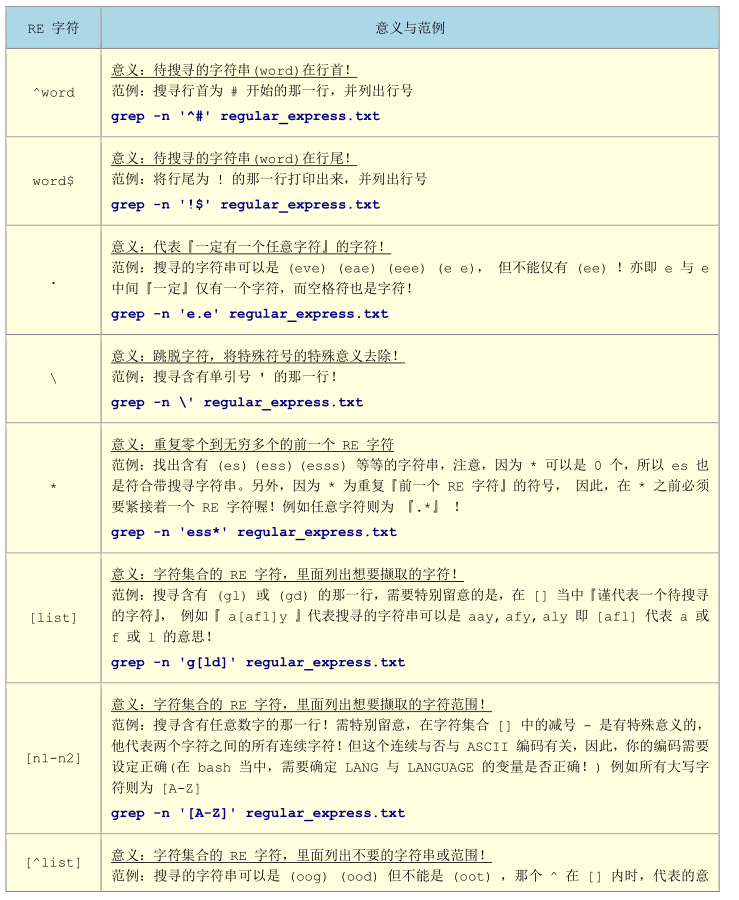 RE 字符 意义与范例
^word
意义：待搜寻的字符串(word)在行首！
范例：搜寻行首为 # 开始的那一行，并列出行号
grep -n '^#' regular_express.txt
word$
意义：待搜寻的字符串(word)在行尾！
范例：将行尾为 ! 的那一行打印出来，并列出行号
grep -n '!$' regular_express.txt
.
意义：代表『一定有一个任意字符』的字符！
范例：搜寻的字符串可以是 (eve) (eae) (eee) (e e)， 但不能仅有 (ee) ！亦即 e 与 e
中间『一定』仅有一个字符，而空格符也是字符！
grep -n 'e.e' regular_express.txt
\
意义：跳脱字符，将特殊符号的特殊意义去除！
范例：搜寻含有单引号 ' 的那一行！
grep -n \' regular_express.txt
*
意义：重复零个到无穷多个的前一个 RE 字符
范例：找出含有 (es) (ess) (esss) 等等的字符串，注意，因为 * 可以是 0 个，所以 es 也
是符合带搜寻字符串。另外，因为 * 为重复『前一个 RE 字符』的符号， 因此，在 * 之前必须
要紧接着一个 RE 字符喔！例如任意字符则为 『.*』 ！
grep -n 'ess*' regular_express.txt
[list]
意义：字符集合的 RE 字符，里面列出想要撷取的字符！
范例：搜寻含有 (gl) 或 (gd) 的那一行，需要特别留意的是，在 [] 当中『谨代表一个待搜寻
的字符』， 例如『 a[afl]y 』代表搜寻的字符串可以是 aay, afy, aly 即 [afl] 代表 a 或
f 或 l 的意思！
grep -n 'g[ld]' regular_express.txt
[n1-n2]
意义：字符集合的 RE 字符，里面列出想要撷取的字符范围！
范例：搜寻含有任意数字的那一行！需特别留意，在字符集合 [] 中的减号 - 是有特殊意义的，
他代表两个字符之间的所有连续字符！但这个连续与否与 ASCII 编码有关，因此，你的编码需要
设定正确(在 bash 当中，需要确定 LANG 与 LANGUAGE 的变量是否正确！) 例如所有大写字
符则为 [A-Z]
grep -n '[A-Z]' regular_express.txt
[^list]
意义：字符集合的 RE 字符，里面列出不要的字符串或范围！
范例：搜寻的字符串可以是 (oog) (ood) 但不能是 (oot) ，那个 ^ 在 [] 内时，代表的意